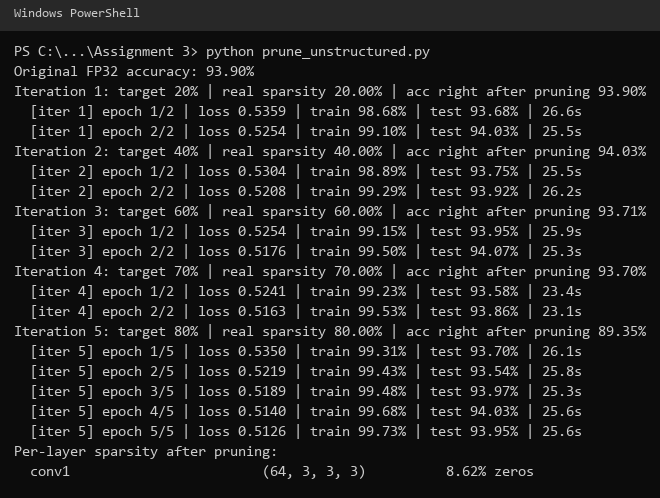 Windows PowerShell
PS C:\...\Assignment 3> python prune_unstructured.py
Original FP32 accuracy: 93.90%
Iteration 1: target 20% | real sparsity 20.00% | acc right after pruning 93.90%
[iter 1] epoch 1/2 | loss 0.5359 | train 98.68% | test 93.68% | 26.6s
[iter 1] epoch 2/2 | loss 0.5254 | train 99.10% | test 94.03% | 25.5s
Iteration 2: target 40% | real sparsity 40.00% | acc right after pruning 94.03%
[iter 2] epoch 1/2 | loss 0.5304 | train 98.89% | test 93.75% | 25.5s
[iter 2] epoch 2/2 | loss 0.5208 | train 99.29% | test 93.92% | 26.2s
Iteration 3: target 60% | real sparsity 60.00% | acc right after pruning 93.71%
[iter 3] epoch 1/2 | loss 0.5254 | train 99.15% | test 93.95% | 25.9s
[iter 3] epoch 2/2 | loss 0.5176 | train 99.50% | test 94.07% | 25.3s
Iteration 4: target 70% | real sparsity 70.00% | acc right after pruning 93.70%
[iter 4] epoch 1/2 | loss 0.5241 | train 99.23% | test 93.58% | 23.4s
[iter 4] epoch 2/2 | loss 0.5163 | train 99.53% | test 93.86% | 23.1s
Iteration 5: target 80% | real sparsity 80.00% | acc right after pruning 89.35%
[iter 5] epoch 1/5 | loss 0.5350 | train 99.31% | test 93.70% | 26.1s
[iter 5] epoch 2/5 | loss 0.5219 | train 99.43% | test 93.54% | 25.8s
[iter 5] epoch 3/5 | loss 0.5189 | train 99.48% | test 93.97% | 25.3s
[iter 5] epoch 4/5 | loss 0.5140 | train 99.68% | test 94.03% | 25.6s
[iter 5] epoch 5/5 | loss 0.5126 | train 99.73% | test 93.95% | 25.6s
Per-layer sparsity after pruning:
conv1 (64, 3, 3, 3) 8.62% zeros